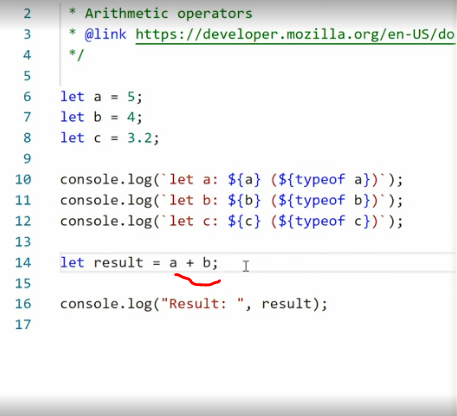 2 * Arithmetic operators
3 * @link https://developer.mozilla.org/en-US/do
4 */
5
6 let a = 5;
7 let b = 4;
8 let c = 3.2;
9
10 console.log(`let a: ${a} (${typeof a})`);
11 console.log(`let b: ${b} (${typeof b})`);
12 console.log(`let c: ${c} (${typeof c})`);
13
14 let result = a + b;
15
16 console.log("Result: ", result);
17